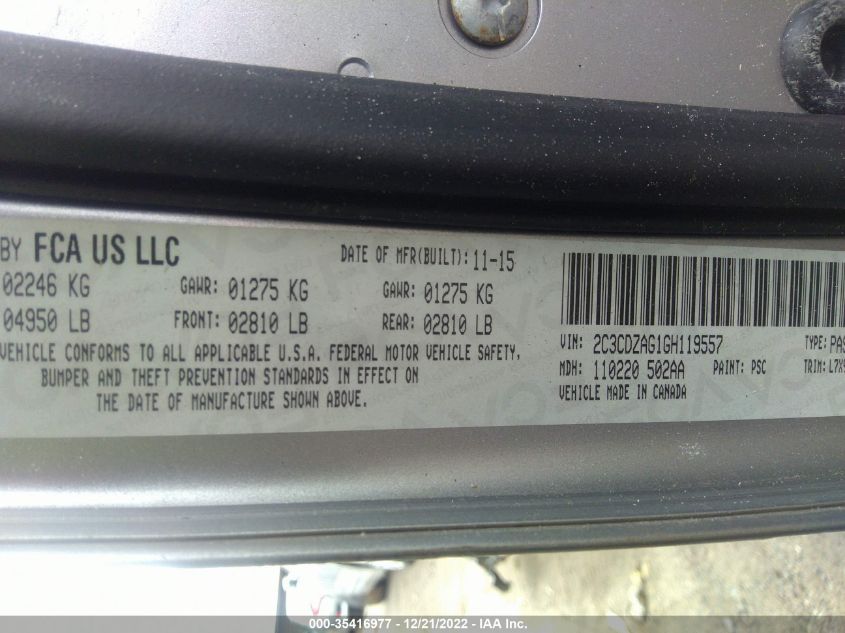 BY FCA US LLC DATE OF MFR(BUILT): 11-15
02246 KG GAWR: 01275 KG GAWR: 01275 KG
04950 LB FRONT: 02810 LB REAR: 02810 LB
VEHICLE CONFORMS TO ALL APPLICABLE U.S.A. FEDERAL MOTOR VEHICLE SAFETY,
BUMPER AND THEFT PREVENTION STANDARDS IN EFFECT ON
THE DATE OF MANUFACTURE SHOWN ABOVE.
VIN: 2C3CDZAG1GH119557 TYPE: PAS
MDH: 110220 502AA PAINT: PSC TRIM: L7X9
VEHICLE MADE IN CANADA
000-35416977 - 12/21/2022 - IAA Inc.